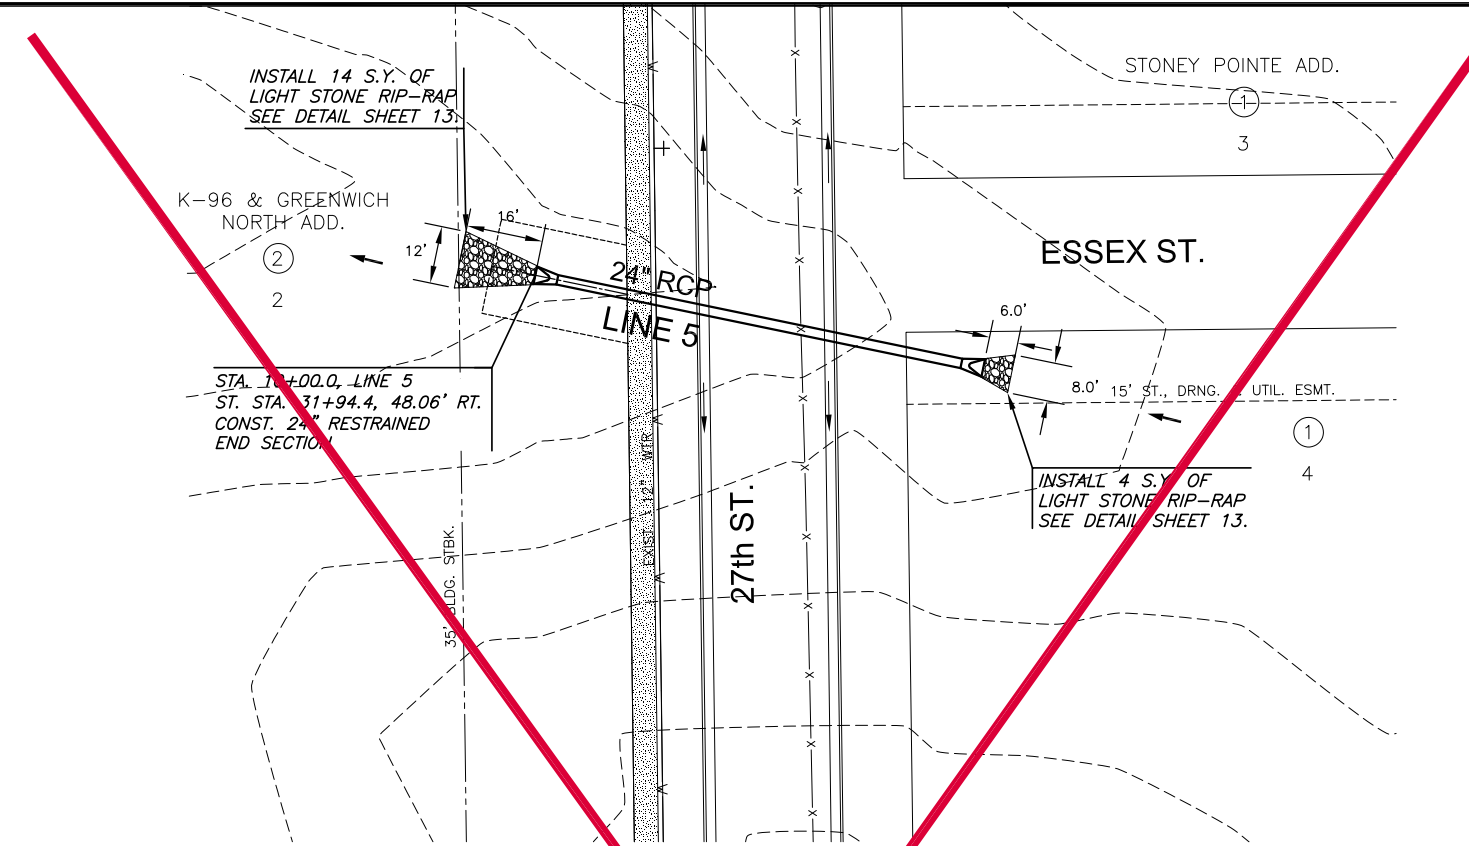 INSTALL 14 S.Y. OF
LIGHT STONE RIP-RAP
SEE DETAIL SHEET 13.
STONEY POINTE ADD.
1
3
K-96 & GREENWICH
NORTH ADD.
2
2
16'
12'
24" RCP
LINE 5
ESSEX ST.
6.0'
8.0'
15' ST., DRNG. UTIL. ESMT.
1
4
STA. 10+00.0, LINE 5
ST. STA. 31+94.4, 48.06' RT.
CONST. 24" RESTRAINED
END SECTION
INSTALL 4 S.Y. OF
LIGHT STONE RIP-RAP
SEE DETAIL SHEET 13.
35' BLDG. STBK.
EXIST. 12" WTR
27th ST.